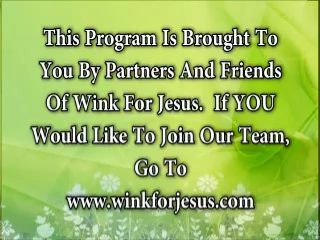 This Program Is Brought To
You By Partners And Friends
Of Wink For Jesus.  If YOU
Would Like To Join Our Team,
Go To
www.winkforjesus.com